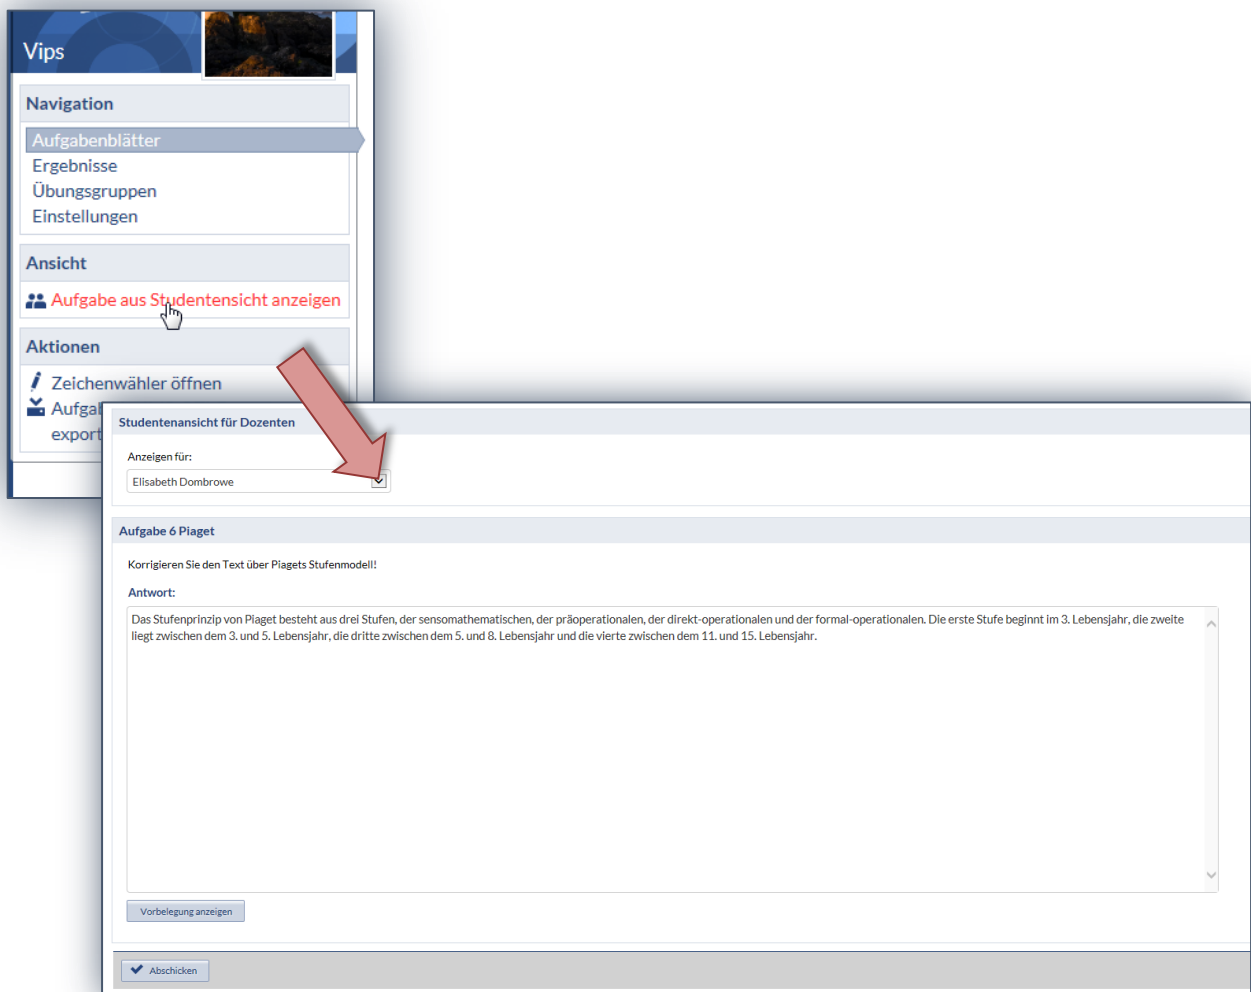 Vips
Navigation
Aufgabenblätter
Ergebnisse
Übungsgruppen
Einstellungen
Ansicht
Aufgabe aus Studentensicht anzeigen
Aktionen
Zeichenwähler öffnen
Studentenansicht für Dozenten
Anzeigen für:
Elisabeth Dombrowe
Aufgabe 6 Piaget
Korrigieren Sie den Text über Piagets Stufenmodell!
Antwort:
Das Stufenprinzip von Piaget besteht aus drei Stufen, der sensomathematischen, der präoperationalen, der direkt-operationalen und der formal-operationalen. Die erste Stufe beginnt im 3. Lebensjahr, die zweite
liegt zwischen dem 3. und 5. Lebensjahr, die dritte zwischen dem 5. und 8. Lebensjahr und die vierte zwischen dem 11. und 15. Lebensjahr.
Vorbelegung anzeigen
Abschicken